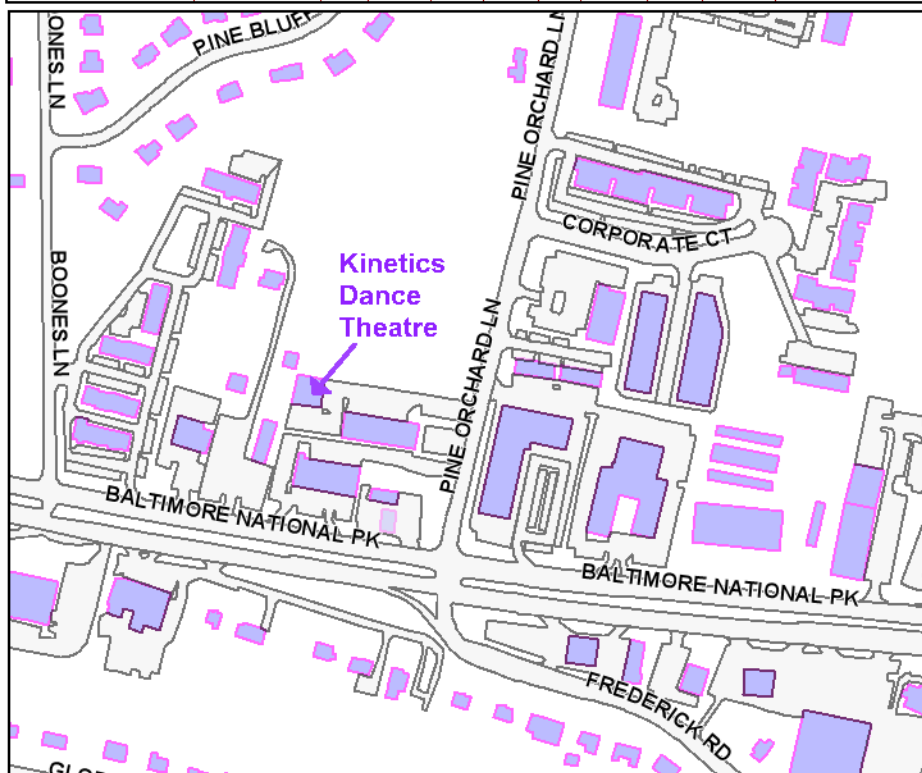 ONES LN
PINE BLUFF
PINE ORCHARD LN
CORPORATE CT
BOONES LN
Kinetics
Dance
Theatre
PINE ORCHARD LN
BALTIMORE NATIONAL PK
BALTIMORE NATIONAL PK
FREDERICK RD